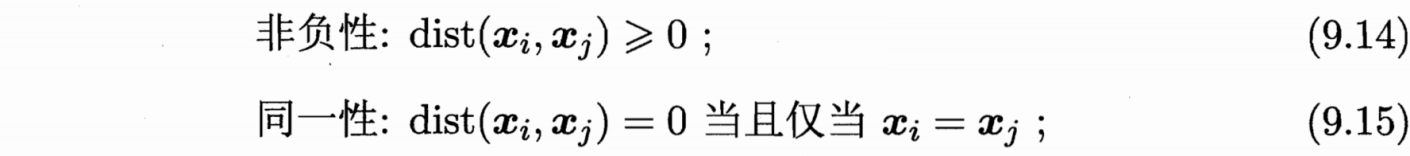 非负性: dist(𝒙ᵢ, 𝒙ⱼ) ⩾ 0 ; (9.14)
同一性: dist(𝒙ᵢ, 𝒙ⱼ) = 0 当且仅当 𝒙ᵢ = 𝒙ⱼ ; (9.15)